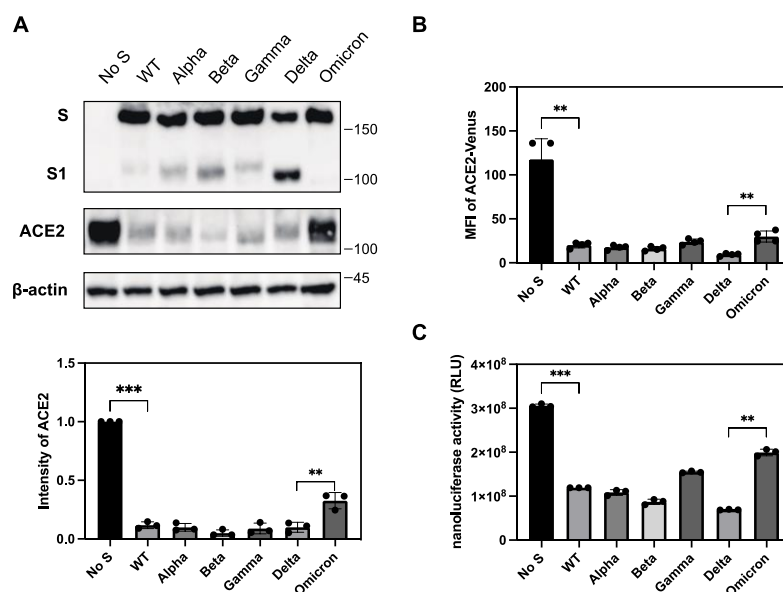 A
No S WT Alpha Beta Gamma Delta Omicron
S
–150
S1
–100
ACE2
–100
β-actin
–45
Intensity of ACE2
1.5
1.0
0.5
0.0
***
**
No S WT Alpha Beta Gamma Delta Omicron
B
MFI of ACE2-Venus
200
150
100
50
0
**
**
No S WT Alpha Beta Gamma Delta Omicron
C
nanoluciferase activity (RLU)
4×10⁸
3×10⁸
2×10⁸
1×10⁸
0
***
**
No S WT Alpha Beta Gamma Delta Omicron